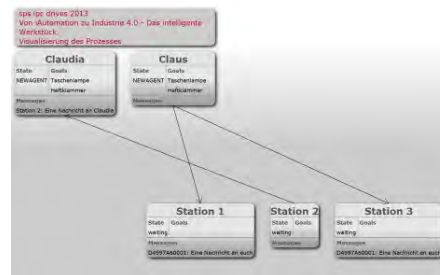 sps ipc drives 2013
Von iAutomation zu Industrie 4.0 - Das intelligente
Werkstück
Visualisierung des Prozesses
Claudia
State Goals
NEWAGENT Taschenlampe
Heftklammer
Messages
Station 2: Eine Nachricht an Claudia
Claus
State Goals
NEWAGENT Taschenlampe
Heftklammer
Messages
Station 1
State Goals
waiting
Messages
D4997A60001: Eine Nachricht an euch
Station 2
State Goals
waiting
Messages
Station 3
State Goals
waiting
Messages
D4997A60001: Eine Nachricht an euch